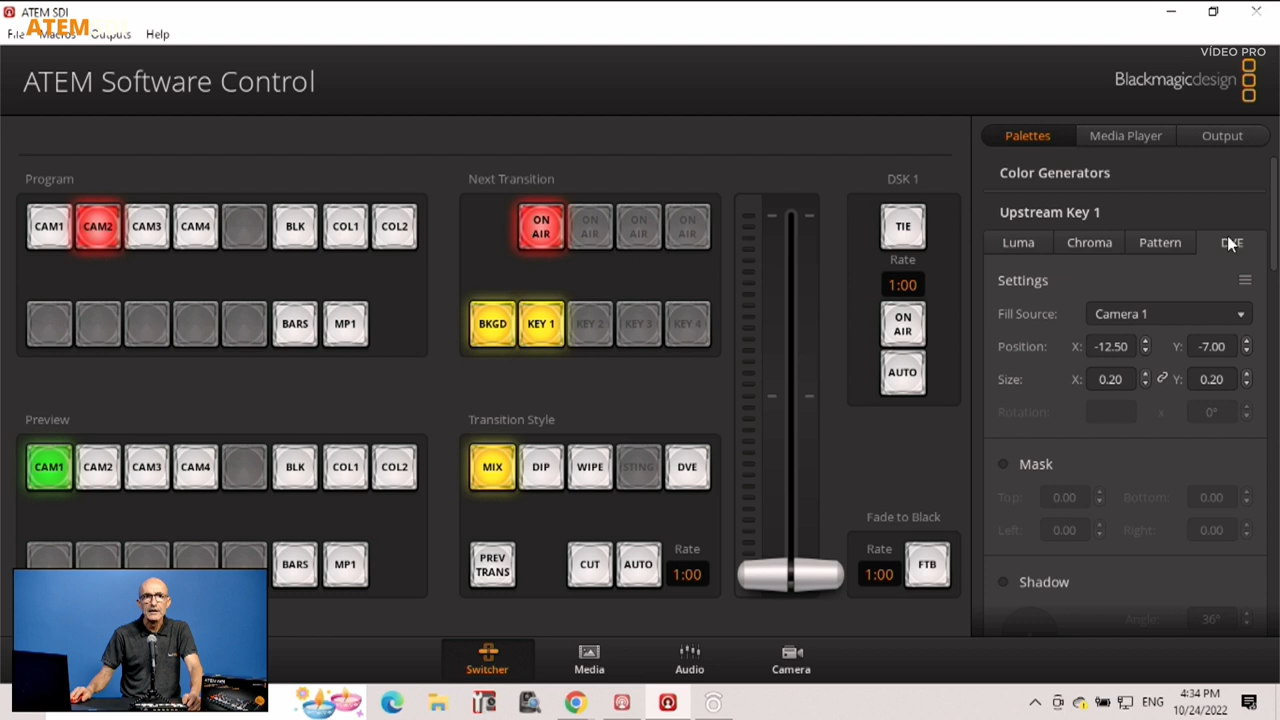 ATEM SDI
ATEM
File Macros Outputs Help
VÍDEO PRO
ATEM Software Control
Blackmagicdesign
Palettes Media Player Output
Color Generators
Upstream Key 1
Luma Chroma Pattern DVE
Settings
Fill Source: Camera 1
Position: X: -12.50 Y: -7.00
Size: X: 0.20 Y: 0.20
Rotation: x 0°
Mask
Top: 0.00 Bottom: 0.00
Left: 0.00 Right: 0.00
Shadow
Angle: 36°
Program
CAM1 CAM2 CAM3 CAM4 BLK COL1 COL2
BARS MP1
Next Transition
ON AIR ON AIR ON AIR ON AIR
BKGD KEY 1 KEY 2 KEY 3 KEY 4
DSK 1
TIE
Rate
1:00
ON AIR
AUTO
Preview
CAM1 CAM2 CAM3 CAM4 BLK COL1 COL2
BARS MP1
Transition Style
MIX DIP WIPE STING DVE
PREV TRANS CUT AUTO
Rate
1:00
Fade to Black
Rate
1:00 FTB
Switcher Media Audio Camera
ENG
4:34 PM
10/24/2022